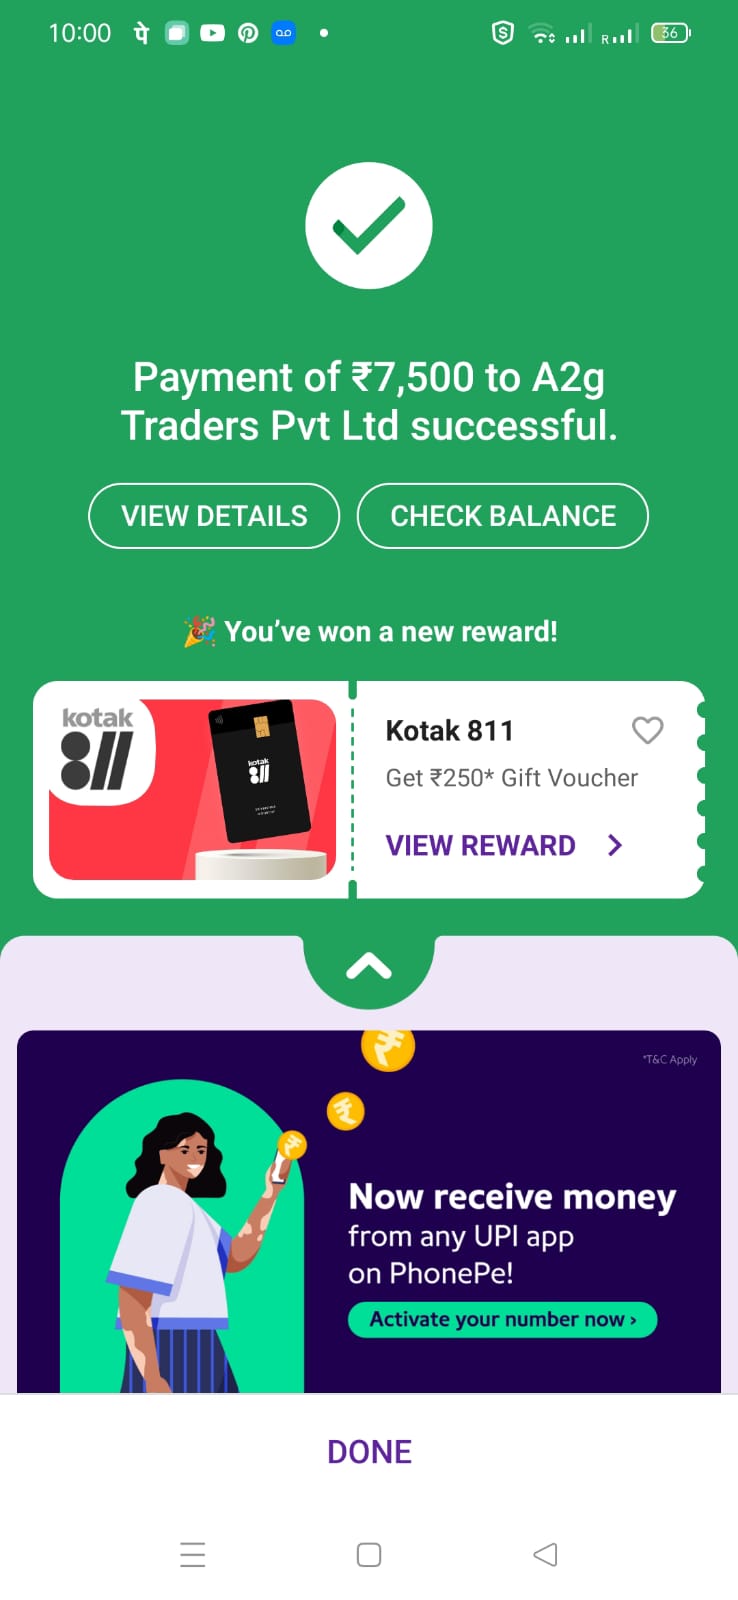 10:00 पे R 36
Payment of ₹7,500 to A2g
Traders Pvt Ltd successful.
VIEW DETAILS CHECK BALANCE
🎉 You’ve won a new reward!
kotak
811
kotak
811
Kotak 811
Get ₹250* Gift Voucher
VIEW REWARD >
*T&C Apply
Now receive money
from any UPI app
on PhonePe!
Activate your number now ›
DONE